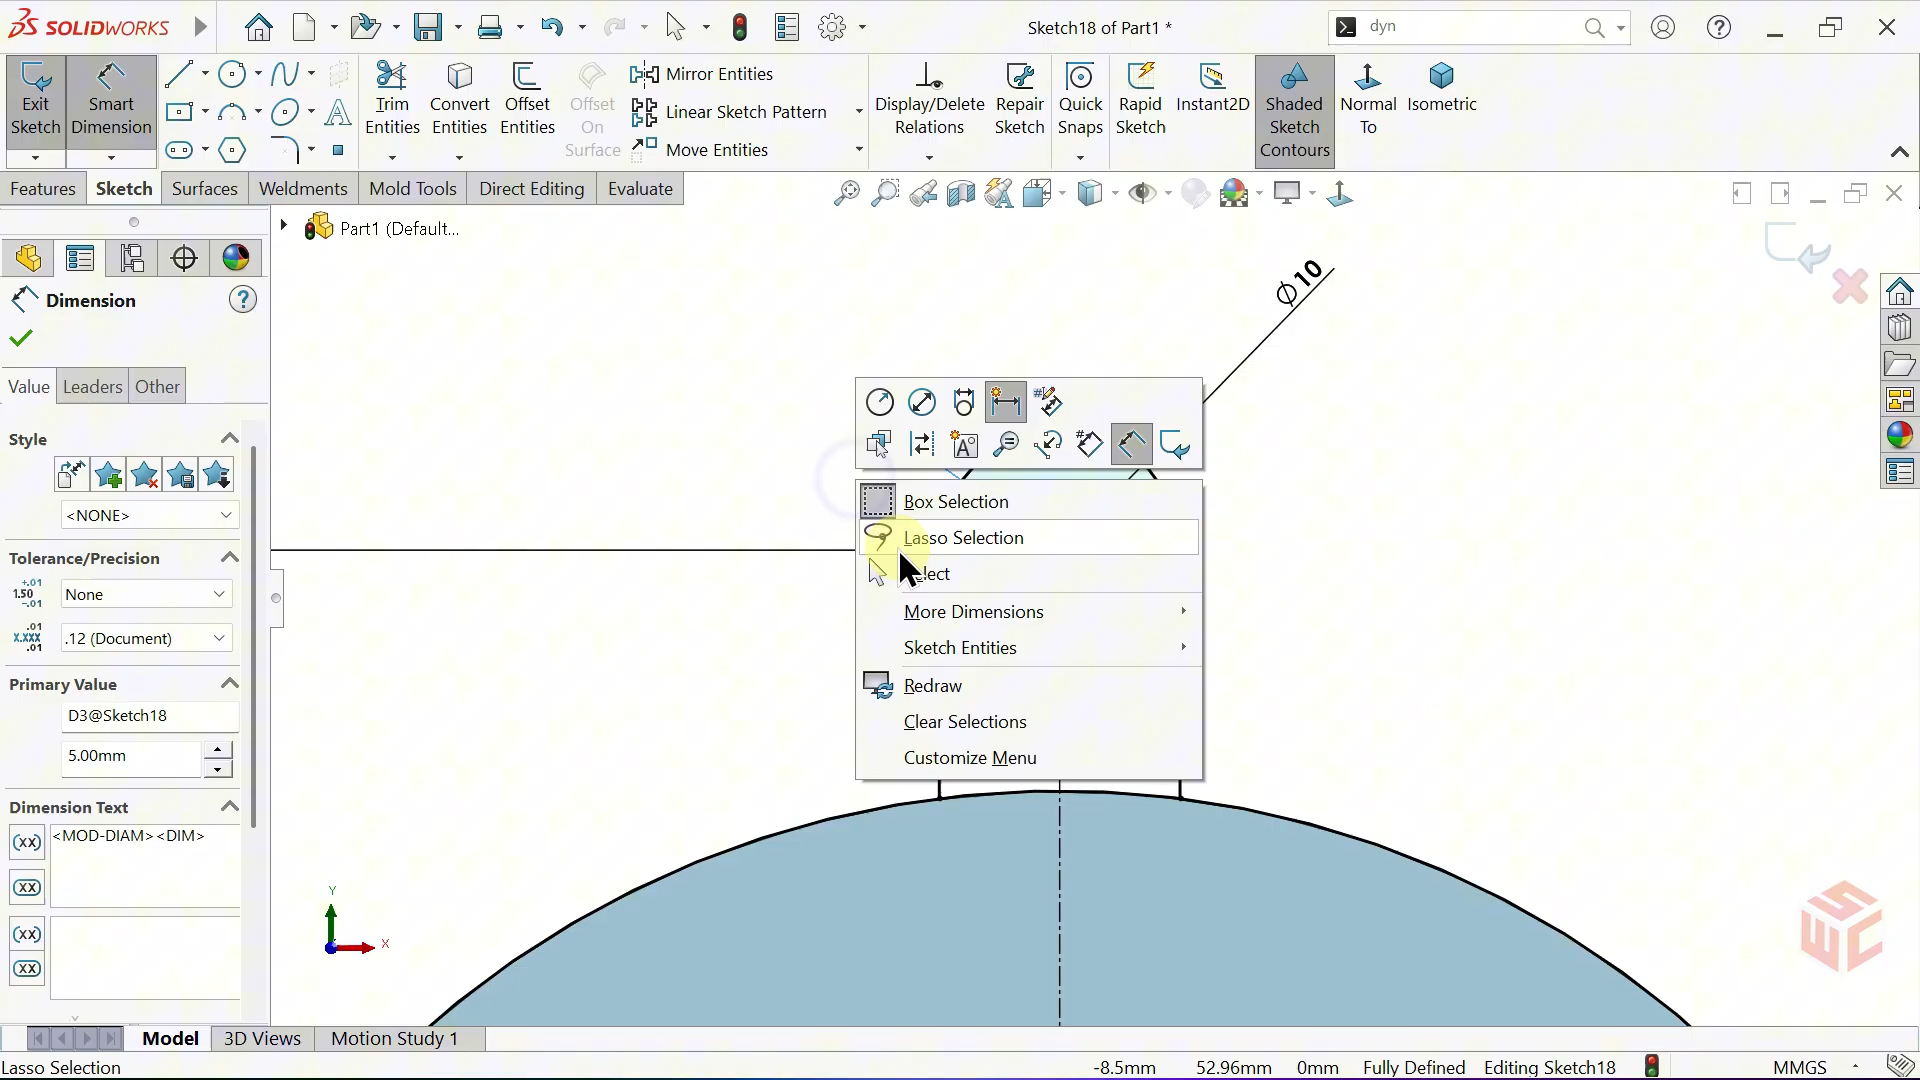 SOLIDWORKS
Sketch18 of Part1 *
dyn
Exit
Sketch
Smart
Dimension
Trim
Entities
Convert
Entities
Offset
Entities
Offset
On
Surface
Mirror Entities
Linear Sketch Pattern
Move Entities
Display/Delete
Relations
Repair
Sketch
Quick
Snaps
Rapid
Sketch
Instant2D
Shaded
Sketch
Contours
Normal
To
Isometric
Features
Sketch
Surfaces
Weldments
Mold Tools
Direct Editing
Evaluate
Part1 (Default...
Dimension
Value
Leaders
Other
Style
<NONE>
Tolerance/Precision
None
.12 (Document)
Primary Value
D3@Sketch18
5.00mm
Dimension Text
<MOD-DIAM><DIM>
∅10
Box Selection
Lasso Selection
More Dimensions
Sketch Entities
Redraw
Clear Selections
Customize Menu
Y
X
Model
3D Views
Motion Study 1
Lasso Selection
-8.5mm
52.96mm
0mm
Fully Defined
Editing Sketch18
MMGS